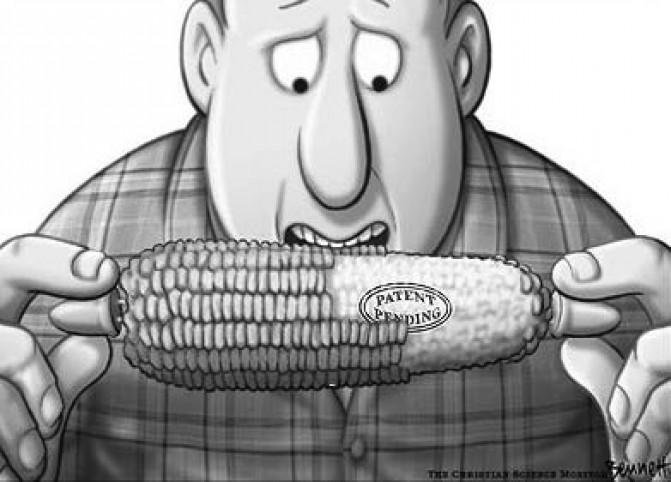 PATENT
PENDING
THE CHRISTIAN SCIENCE MONITOR
Bennett